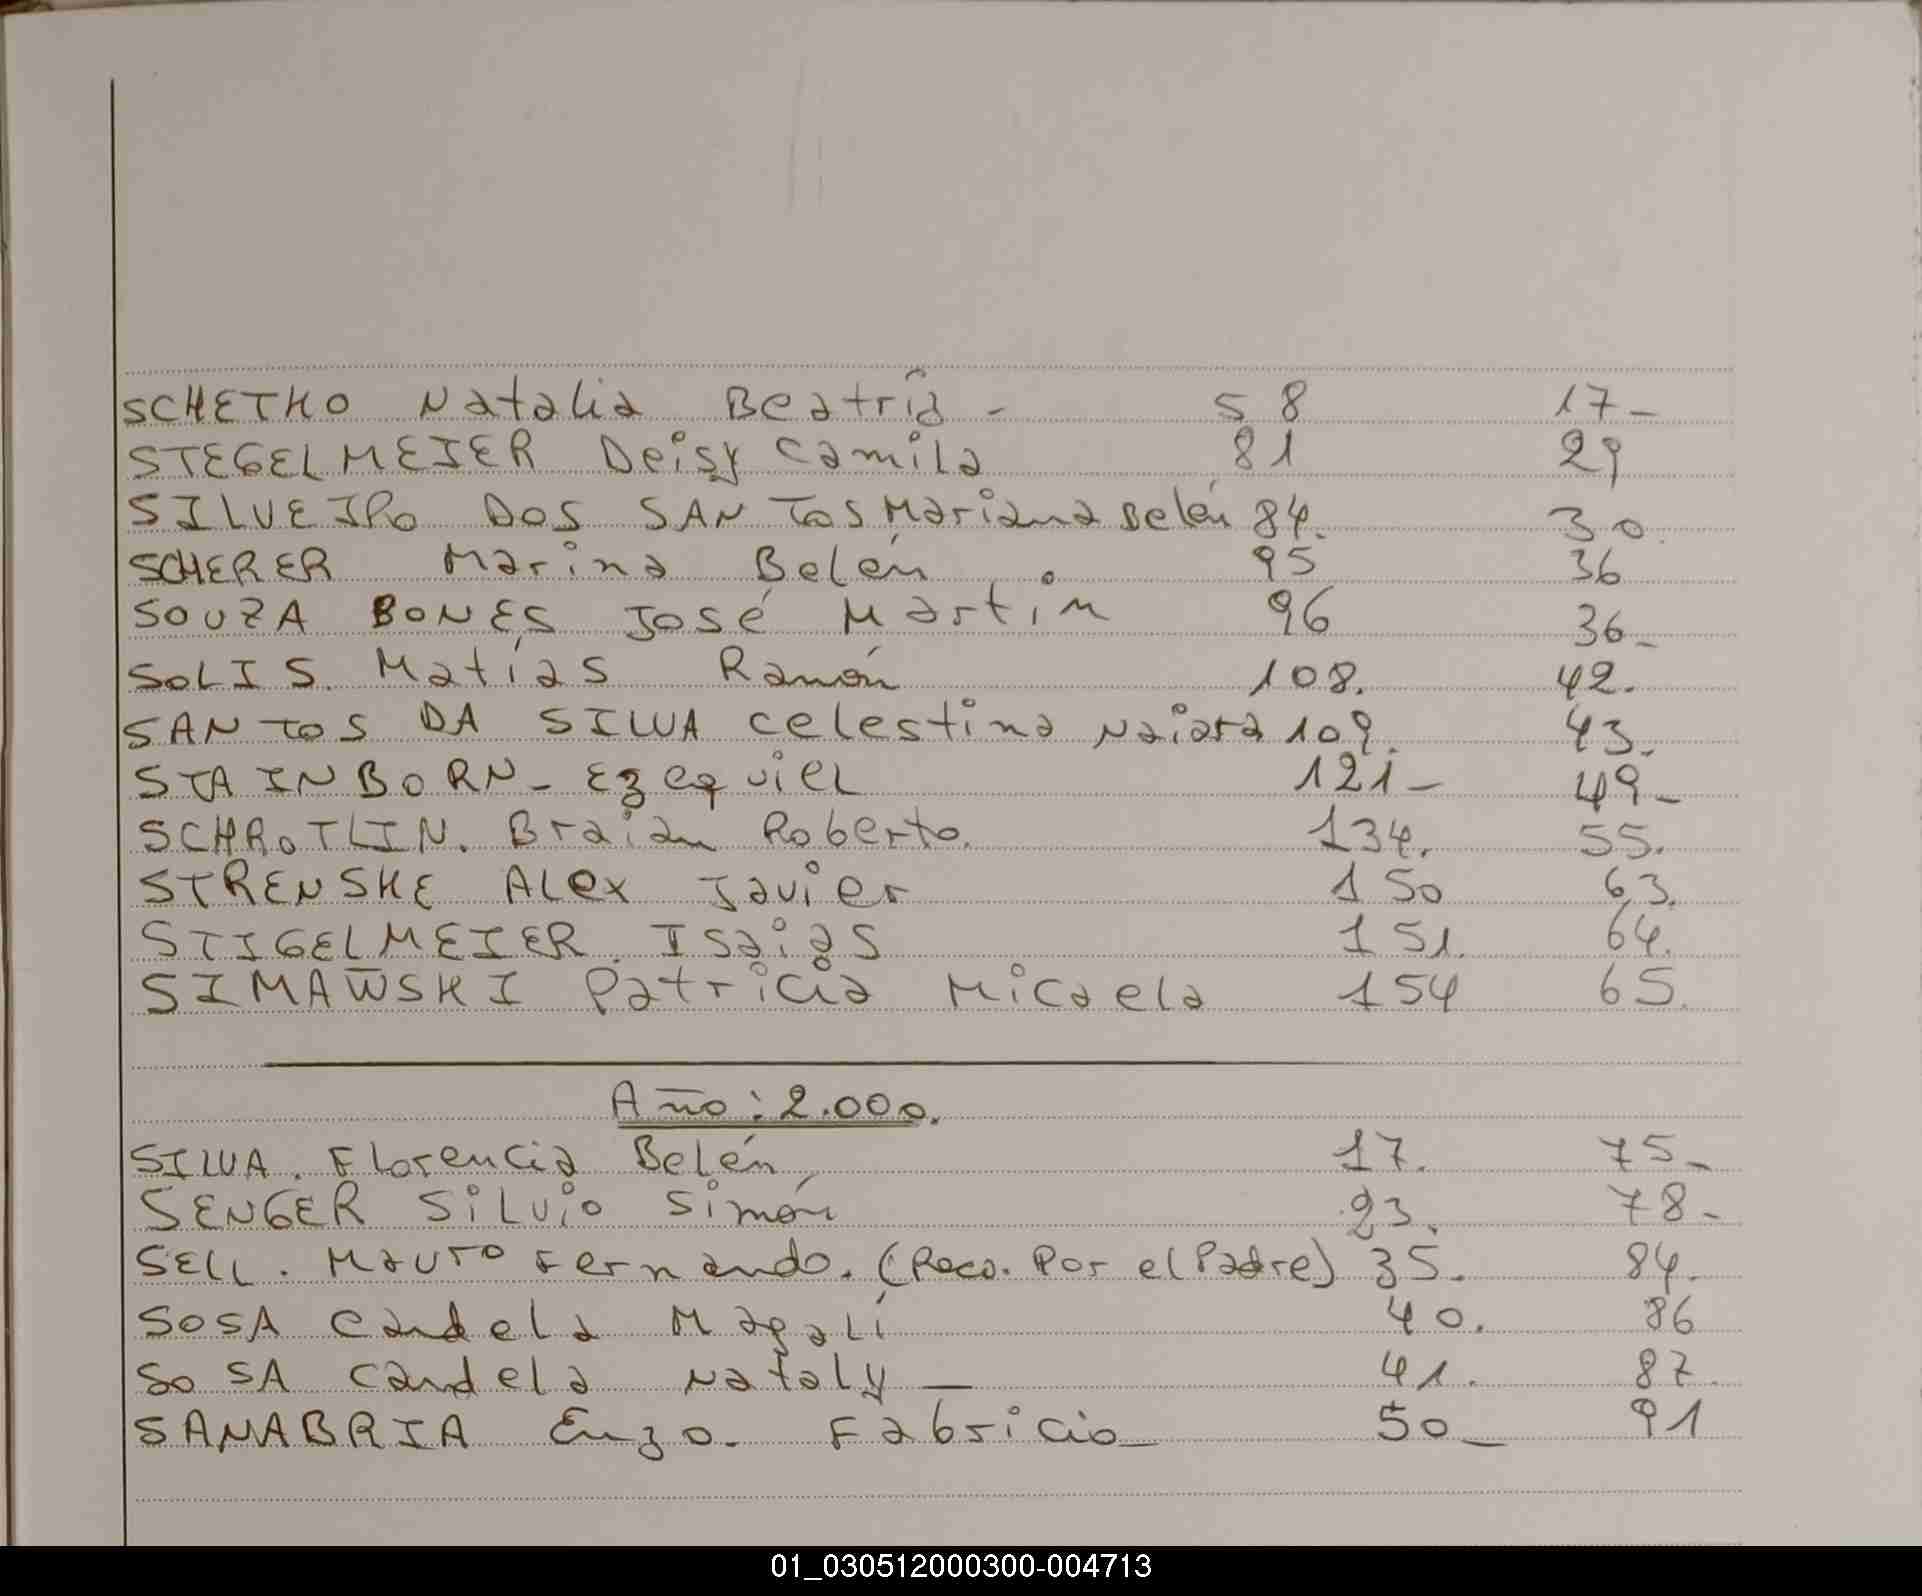 SCHETKO Natalia Beatriz - 58 17-
STEGELMEIER Deisy Camila 81 29
SILVEIRO DOS SANTOS Mariana Belén 84. 30.
SCHERER Marina Belén 95 36
SOUZA BONES José Martin 96 36-
SOLIS. Matías Ramón 108. 42.
SANTOS DA SILVA Celestina Naiara 109. 43.
STAINBORN- Ezequiel 121- 49-
SCHROTLIN. Braian Roberto. 134. 55.
STRENSKE Alex Javier 150 63.
STIGELMEIER. Isaias 151. 64.
SIMAWSKI Patricia Micaela 154 65.
Año: 2.000.
SILVA. Florencia Belén 17. 75-
SENGER Silvio Simón 23. 78-
SELL. Mauro Fernando. (Reco. Por el Padre) 35. 84.
SOSA Candela Magalí 40. 86
SOSA Candela Nataly - 41. 87.
SANABRIA Enzo. Fabricio- 50- 91
01_030512000300-004713